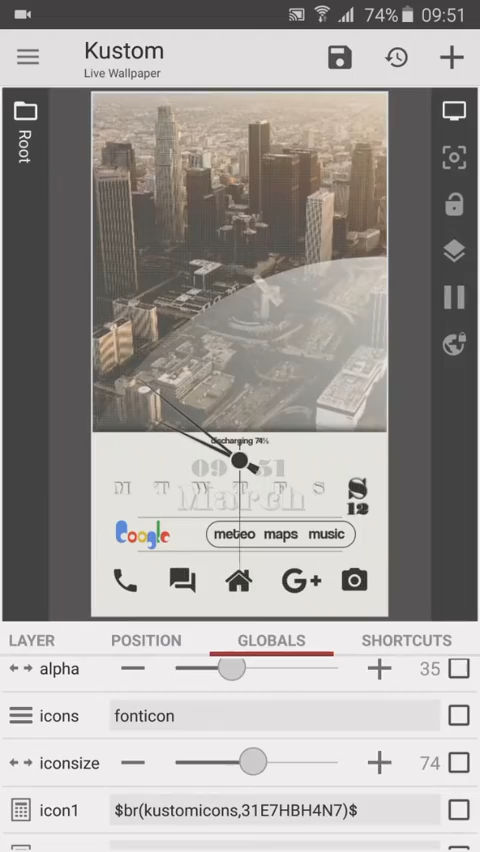 74% 09:51
Kustom
Live Wallpaper
Root
discharging 74%
09 51
M T W T F S S
March 12
Google
meteo maps music
G+
LAYER POSITION GLOBALS SHORTCUTS
alpha 35
icons fonticon
iconsize 74
icon1 $br(kustomicons,31E7HBH4N7)$